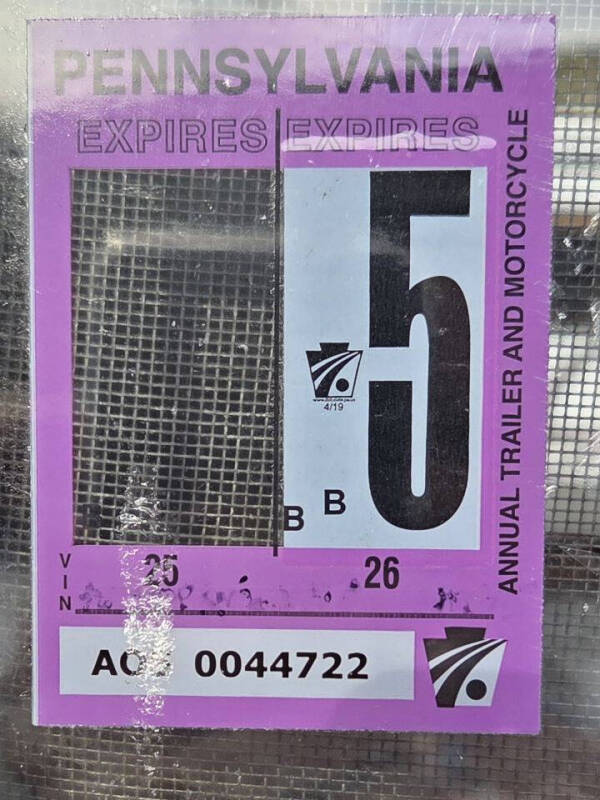 PENNSYLVANIA
EXPIRES EXPIRES
5
4/19
B B
ANNUAL TRAILER AND MOTORCYCLE
VIN
25 26
0044722